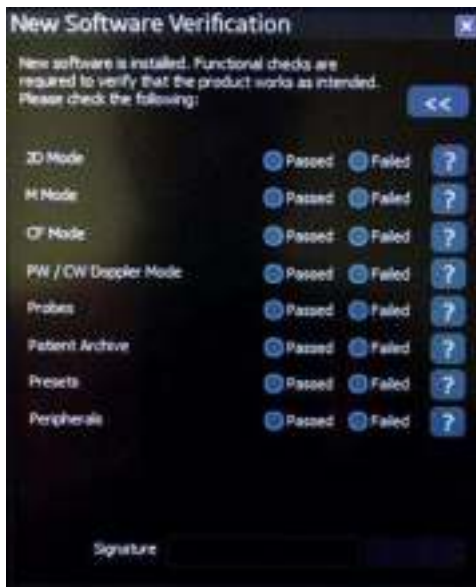 New Software Verification
New software is installed. Functional checks are
required to verify that the product works as intended.
Please check the following:
<<
2D Mode Passed Failed ?
M Mode Passed Failed ?
CF Mode Passed Failed ?
PW / CW Doppler Mode Passed Failed ?
Probes Passed Failed ?
Patient Archive Passed Failed ?
Presets Passed Failed ?
Peripherals Passed Failed ?
Signature